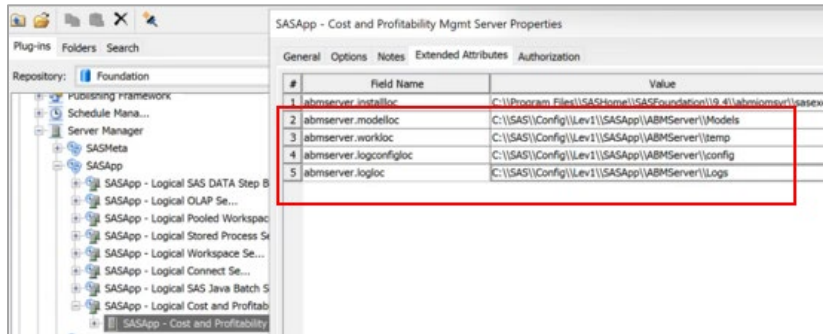 SASApp - Cost and Profitability Mgmt Server Properties
Plug-ins Folders Search
General Options Notes Extended Attributes Authorization
Repository: Foundation
# Field Name Value
Publishing Framework
1 abmserver.installloc C:\\Program Files\\SASHome\\SASFoundation\\9.4\\abmiomsvr\\sasex
Schedule Mana...
2 abmserver.modelloc C:\\SAS\\Config\\Lev1\\SASApp\\ABMServer\\Models
Server Manager
3 abmserver.workloc C:\\SAS\\Config\\Lev1\\SASApp\\ABMServer\\temp
SASMeta
4 abmserver.logconfigloc C:\\SAS\\Config\\Lev1\\SASApp\\ABMServer\\config
SASApp
5 abmserver.logloc C:\\SAS\\Config\\Lev1\\SASApp\\ABMServer\\Logs
SASApp - Logical SAS DATA Step B
SASApp - Logical OLAP Se...
SASApp - Logical Pooled Workspac
SASApp - Logical Stored Process Se
SASApp - Logical Workspace Se...
SASApp - Logical Connect Se...
SASApp - Logical SAS Java Batch S
SASApp - Logical Cost and Profitab
SASApp - Cost and Profitability